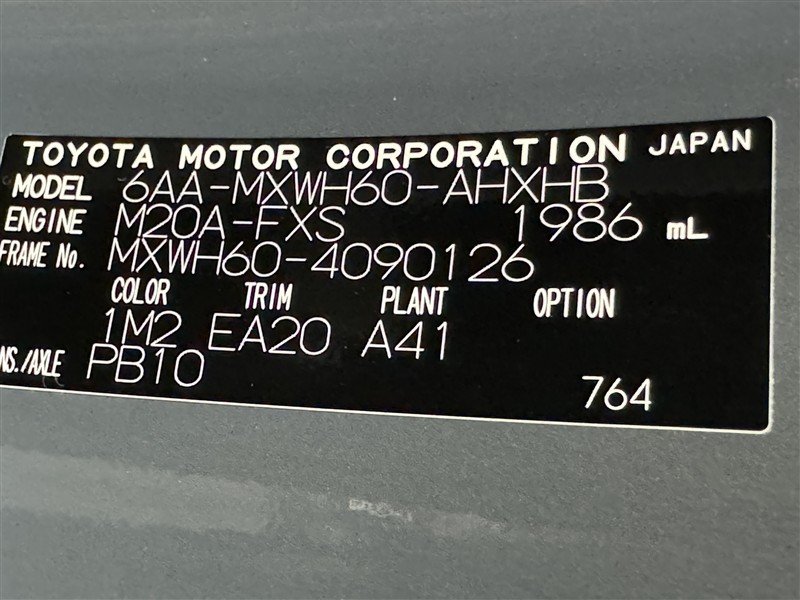 TOYOTA MOTOR CORPORATION JAPAN
MODEL 6AA-MXWH60-AHXHB
ENGINE M20A-FXS 1986 mL
FRAME No. MXWH60-4090126
COLOR TRIM PLANT OPTION
1M2 EA20 A41
NS./AXLE PB10
764